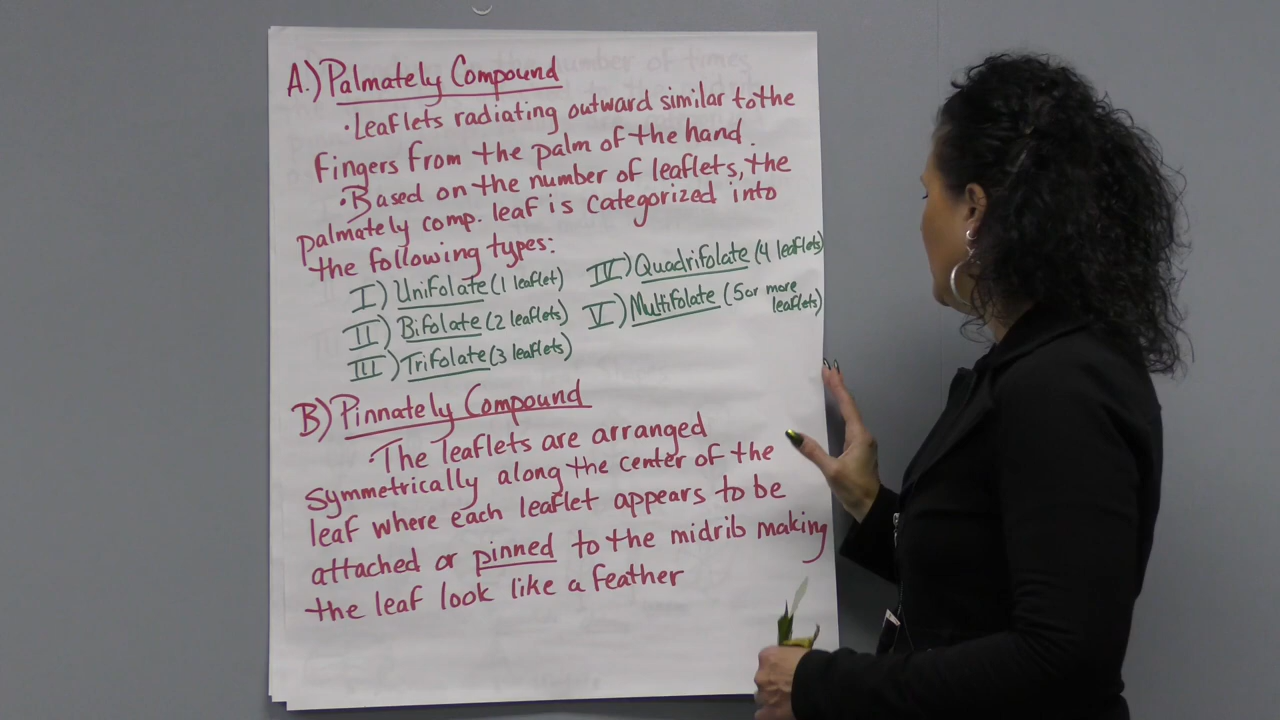 A.) Palmately Compound
· Leaflets radiating outward similar to the
fingers from the palm of the hand.
· Based on the number of leaflets, the
palmately comp. leaf is categorized into
the following types:
I) Unifolate (1 leaflet)
II) Bifolate (2 leaflets)
III) Trifolate (3 leaflets)
IV) Quadrifolate (4 leaflets)
V) Multifolate (5 or more
leaflets)
B) Pinnately Compound
· The leaflets are arranged
symmetrically along the center of the
leaf where each leaflet appears to be
attached or pinned to the midrib making
the leaf look like a feather